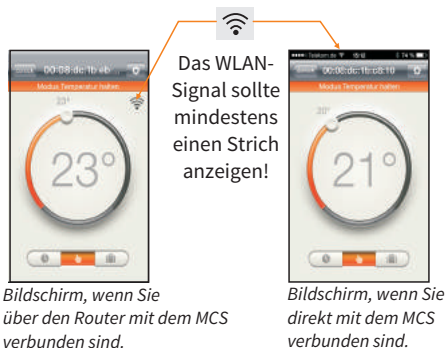 Das WLAN-
Signal sollte
mindestens
einen Strich
anzeigen!
00:08:dc:1b:eb
Modus Temperatur halten
23°
23°
Bildschirm, wenn Sie
über den Router mit dem MCS
verbunden sind.
Telekom.de 74 %
00:08:dc:1b:c8:10
Modus Temperatur halten
21°
Bildschirm, wenn Sie
direkt mit dem MCS
verbunden sind.